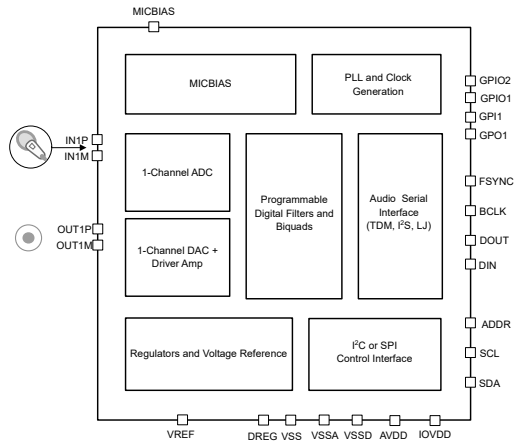 MICBIAS
MICBIAS
PLL and Clock
Generation
GPIO2
GPIO1
GPI1
GPO1
IN1P
IN1M
1-Channel ADC
Programmable
Digital Filters and
Biquads
Audio Serial
Interface
(TDM, I²S, LJ)
FSYNC
BCLK
DOUT
DIN
OUT1P
OUT1M
1-Channel DAC +
Driver Amp
Regulators and Voltage Reference
I²C or SPI
Control Interface
ADDR
SCL
SDA
VREF
DREG
VSS
VSSA
VSSD
AVDD
IOVDD